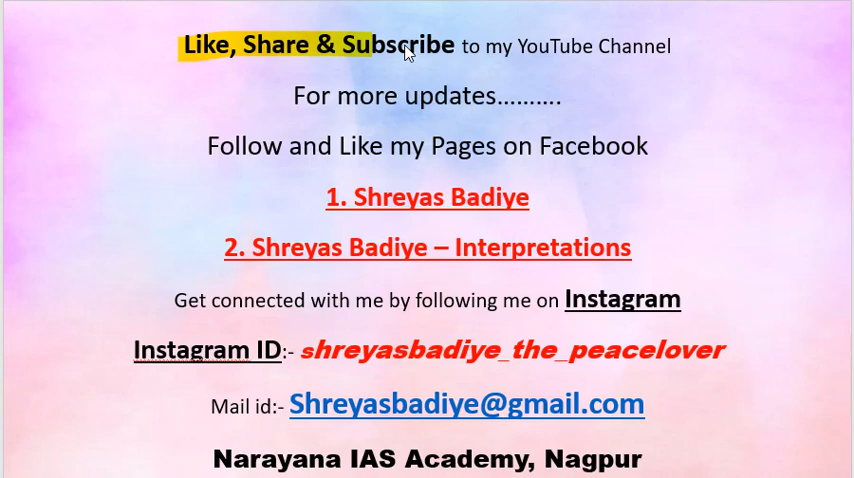 Like, Share & Subscribe to my YouTube Channel
For more updates..........
Follow and Like my Pages on Facebook
1. Shreyas Badiye
2. Shreyas Badiye – Interpretations
Get connected with me by following me on Instagram
Instagram ID:- shreyasbadiye_the_peacelover
Mail id:- Shreyasbadiye@gmail.com
Narayana IAS Academy, Nagpur